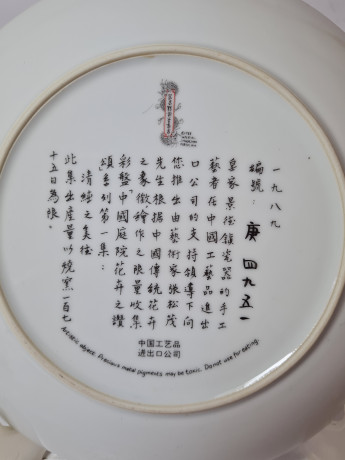 一九八九
編號： 庚四九五一
皇家景德鎮瓷器的手工
藝者在中國工藝品進出
口公司的支持領導下向
您推出由藝術家張松茂
先生根据中國傳統花卉
之象徵繪作之限量收集
彩盤「中國庭院花卉之讚
頌」系列第一集：
清純之美德
此集出産量以燒窯一百七
十五日為限。
中国工艺品
进出口公司
Artistic object. Precious metal pigments may be toxic. Do not use for eating.